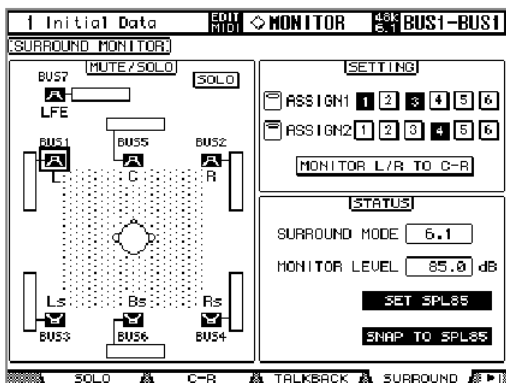 1 Initial Data EDIT MIDI ◇MONITOR 48k 6.1 BUS1-BUS1
SURROUND MONITOR
MUTE/SOLO
SOLO
BUS7
LFE
BUS1 BUS5 BUS2
L C R
Ls Bs Rs
BUS3 BUS6 BUS4
SETTING
ASSIGN1 1 2 3 4 5 6
ASSIGN2 1 2 3 4 5 6
MONITOR L/R TO C-R
STATUS
SURROUND MODE 6.1
MONITOR LEVEL 85.0 dB
SET SPL85
SNAP TO SPL85
SOLO C-R TALKBACK SURROUND